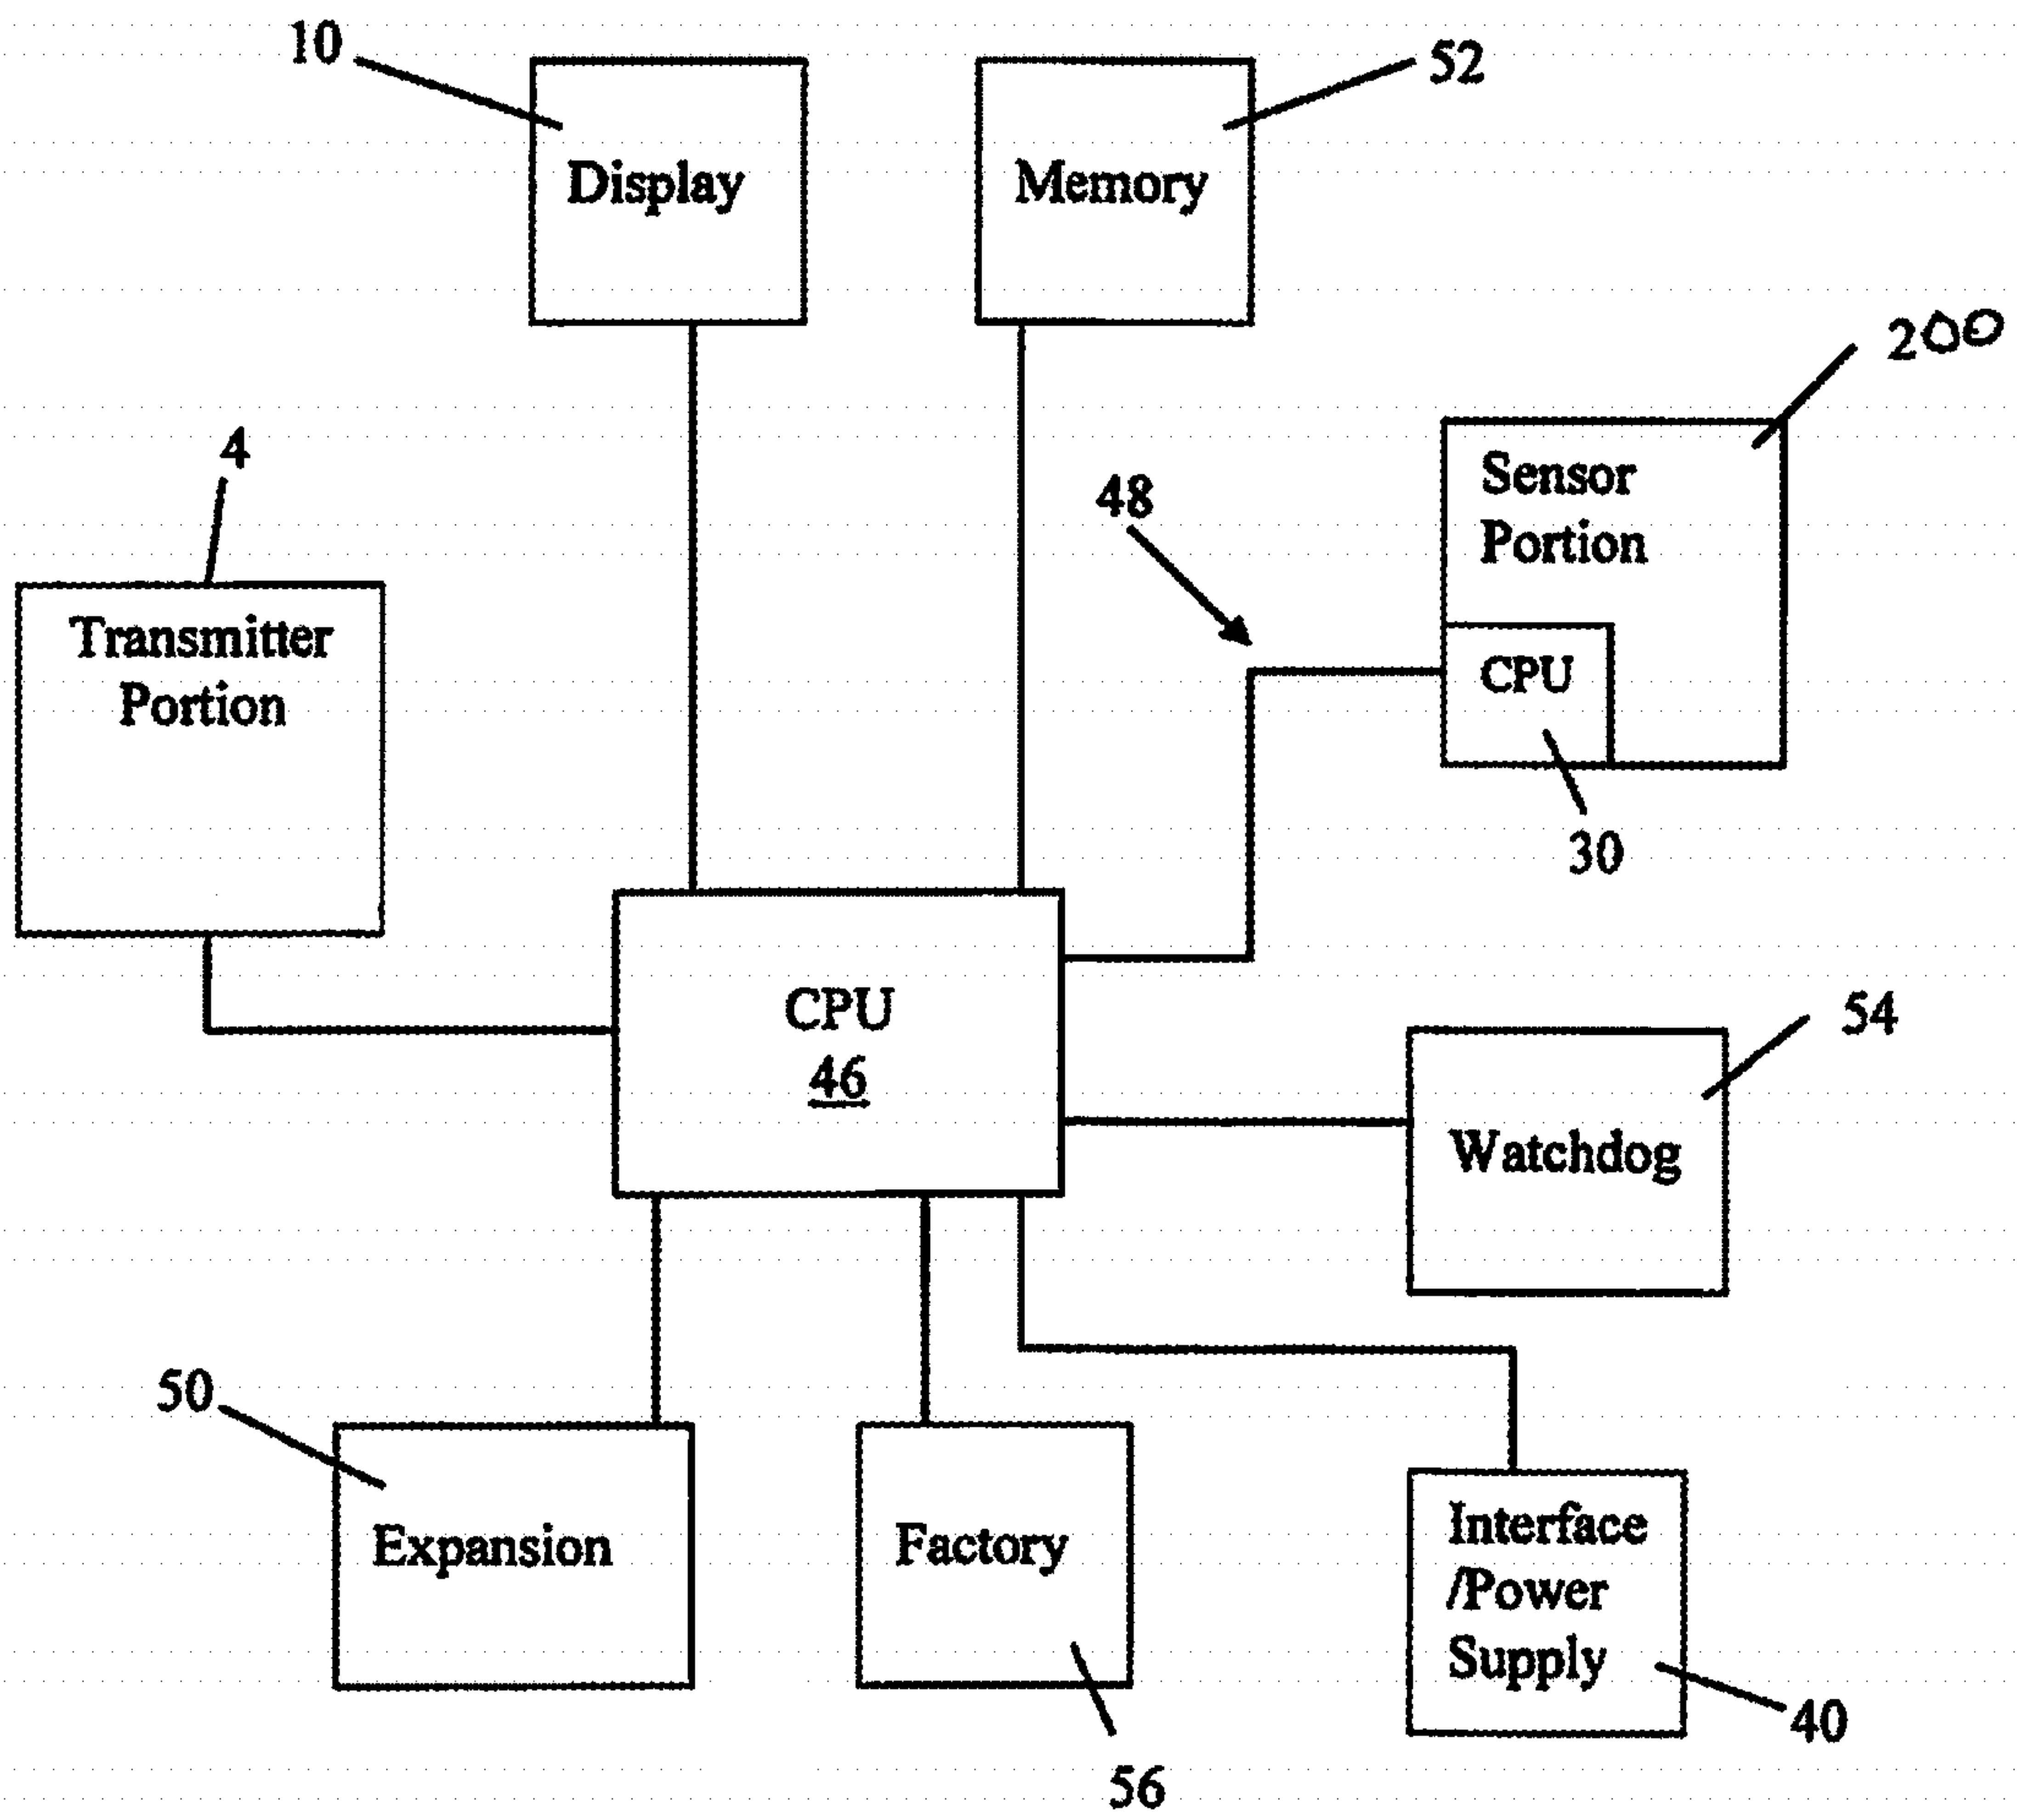 10
52
Display
Memory
200
4
Sensor
Portion
48
Transmitter
Portion
CPU
30
CPU
46
54
Watchdog
50
Expansion
Factory
Interface
/Power
Supply
40
56